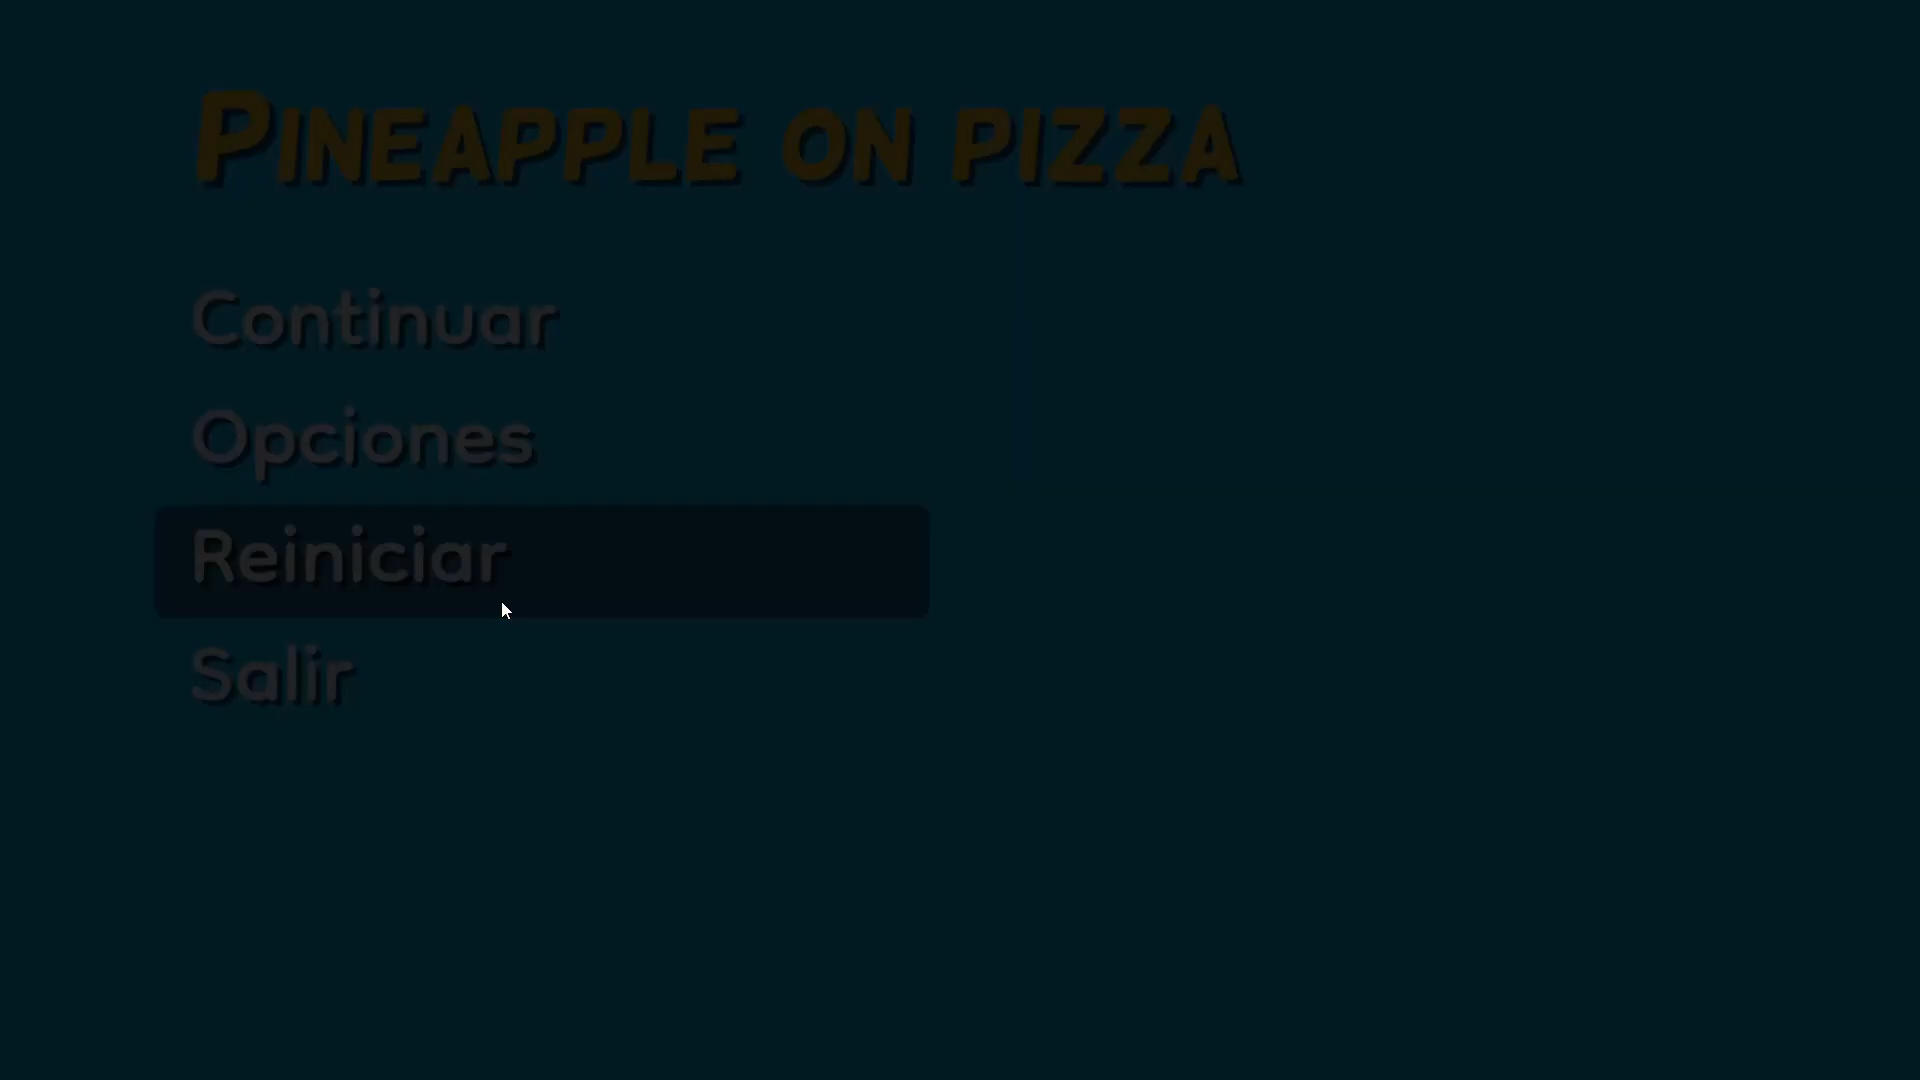 Pineapple on pizza
Continuar
Opciones
Reiniciar
Salir